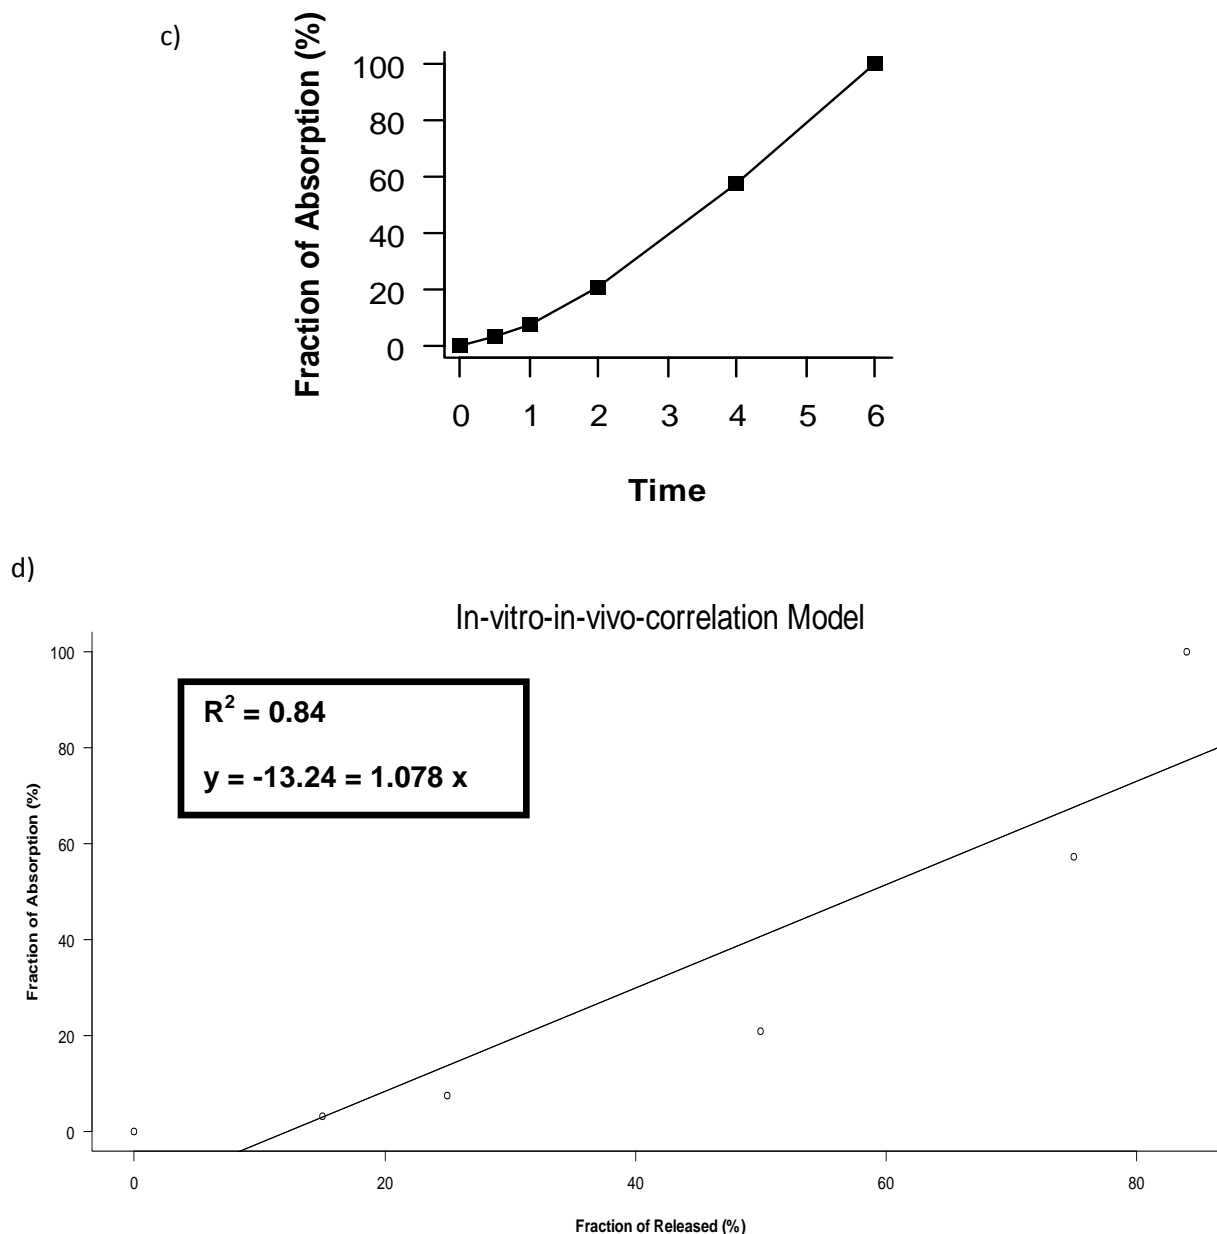 c)
Fraction of Absorption (%)
100
80
60
40
20
0
0 1 2 3 4 5 6
Time
d)
In-vitro-in-vivo-correlation Model
R² = 0.84
y = -13.24 = 1.078 x
Fraction of Absorption (%)
100
80
60
40
20
0
0 20 40 60 80
Fraction of Released (%)